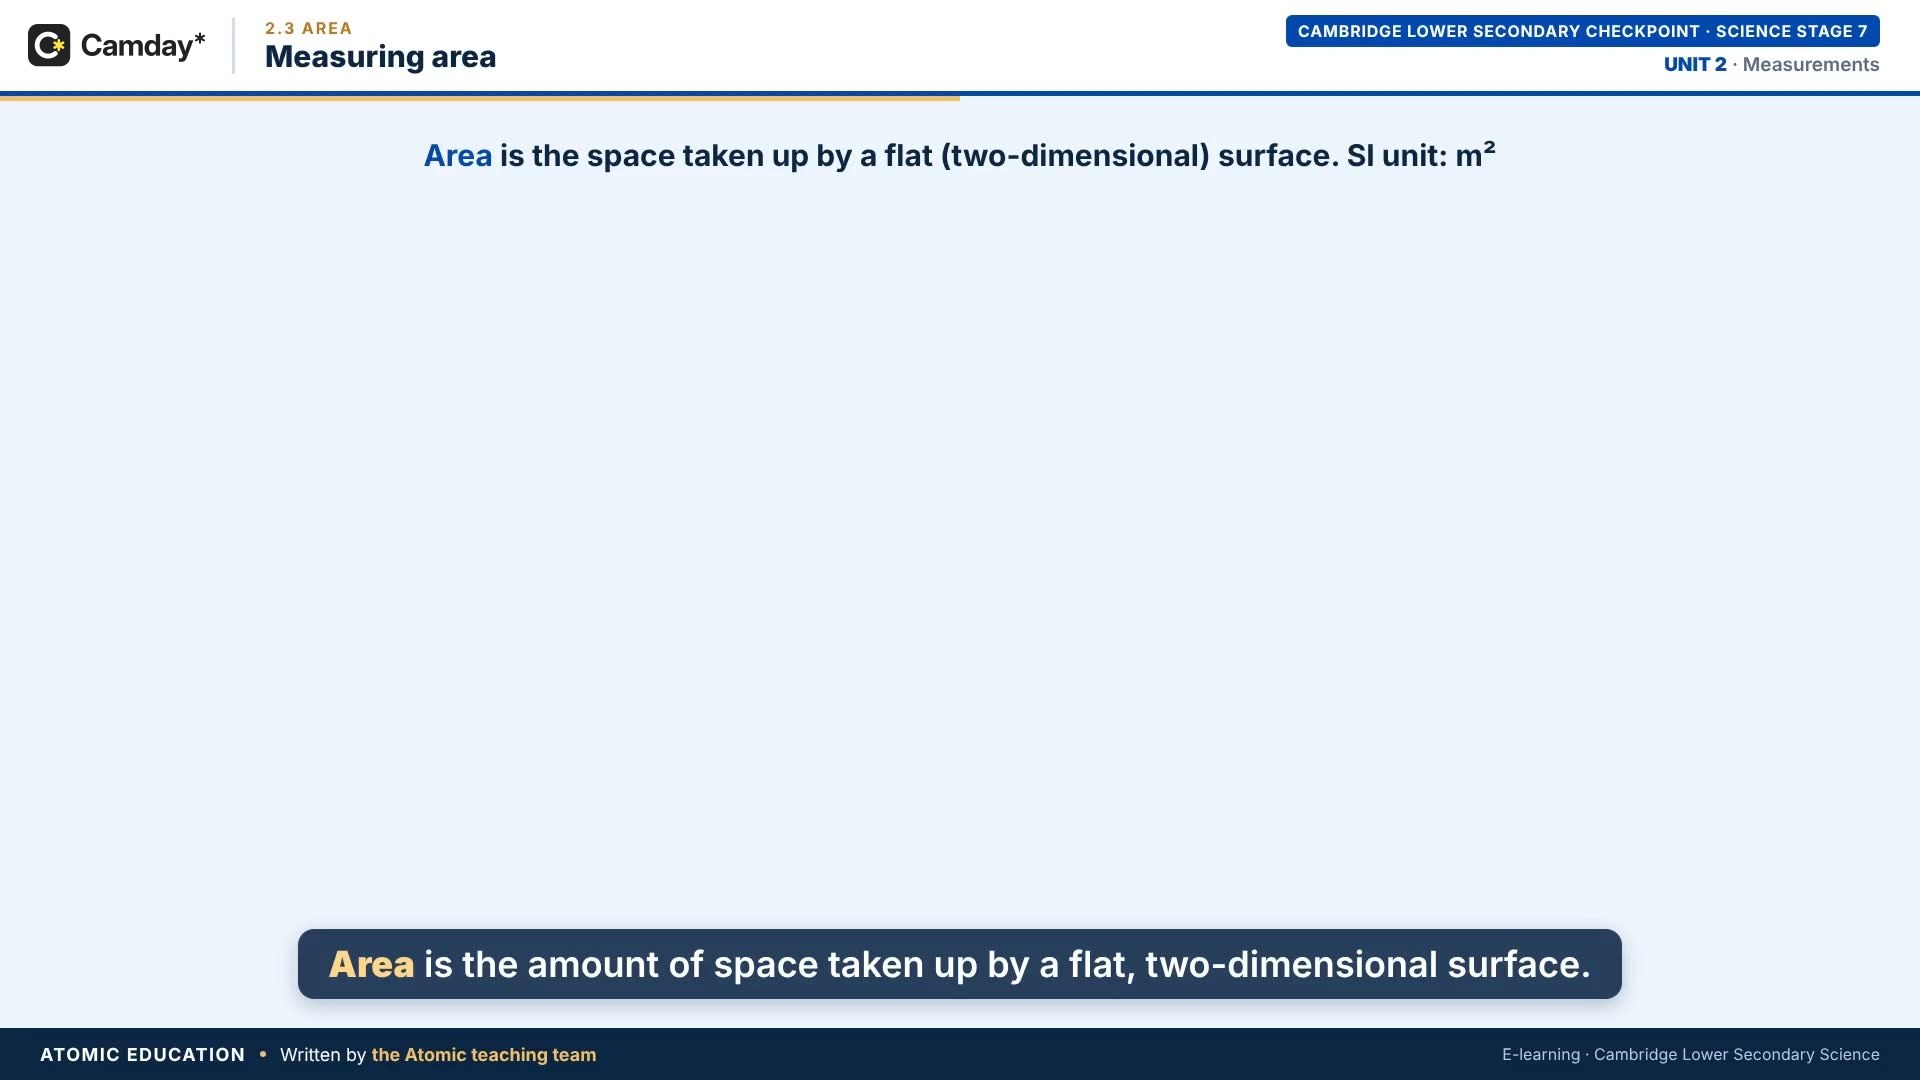 Camday*
2.3 AREA
Measuring area
CAMBRIDGE LOWER SECONDARY CHECKPOINT · SCIENCE STAGE 7
UNIT 2 · Measurements
Area is the space taken up by a flat (two-dimensional) surface. SI unit: m²
Area is the amount of space taken up by a flat, two-dimensional surface.
ATOMIC EDUCATION • Written by the Atomic teaching team
E-learning · Cambridge Lower Secondary Science